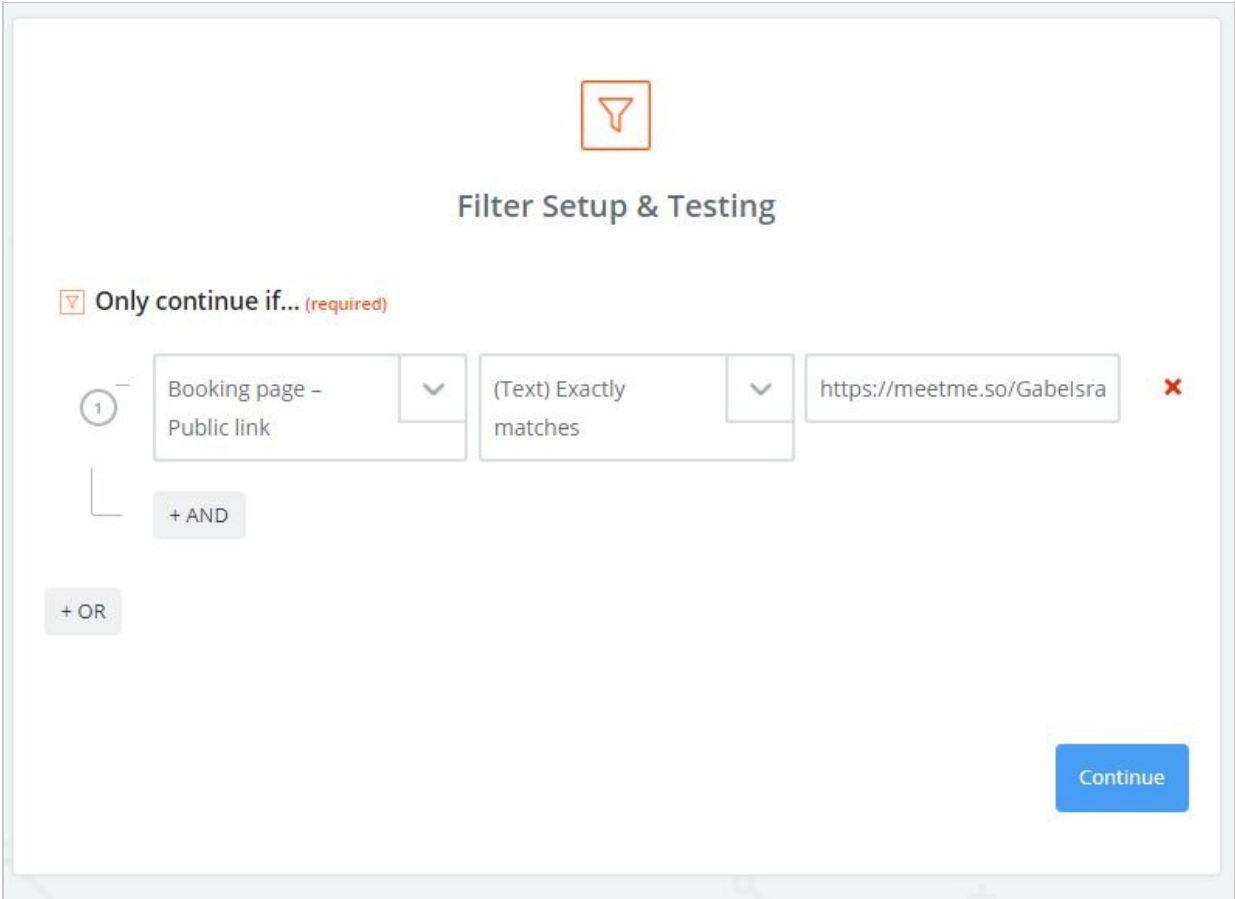 Filter Setup & Testing
Only continue if... (required)
1
Booking page –
Public link
(Text) Exactly
matches
https://meetme.so/GabeIsra
+ AND
+ OR
Continue